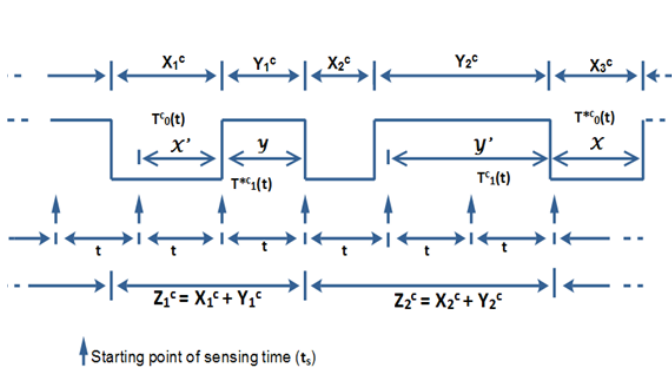 X₁ᶜ Y₁ᶜ X₂ᶜ Y₂ᶜ X₃ᶜ
Tᶜ₀(t) T*ᶜ₀(t)
X’ y y’ x
T*ᶜ₁(t) Tᶜ₁(t)
t t t t t t
Z₁ᶜ = X₁ᶜ + Y₁ᶜ Z₂ᶜ = X₂ᶜ + Y₂ᶜ
Starting point of sensing time (tₛ)